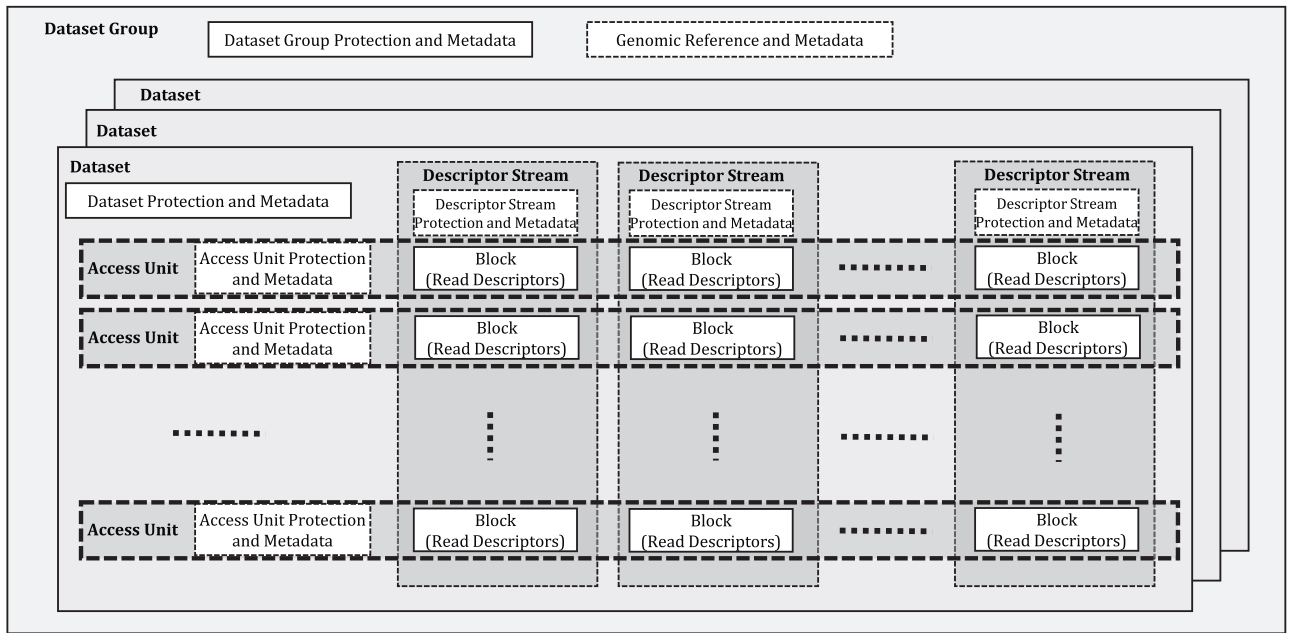 Dataset Group
Dataset Group Protection and Metadata
Genomic Reference and Metadata
Dataset
Dataset
Dataset
Dataset Protection and Metadata
Descriptor Stream
Descriptor Stream
Protection and Metadata
Descriptor Stream
Descriptor Stream
Protection and Metadata
Descriptor Stream
Descriptor Stream
Protection and Metadata
Access Unit
Access Unit Protection
and Metadata
Block
(Read Descriptors)
Block
(Read Descriptors)
Block
(Read Descriptors)
Access Unit
Access Unit Protection
and Metadata
Block
(Read Descriptors)
Block
(Read Descriptors)
Block
(Read Descriptors)
Access Unit
Access Unit Protection
and Metadata
Block
(Read Descriptors)
Block
(Read Descriptors)
Block
(Read Descriptors)